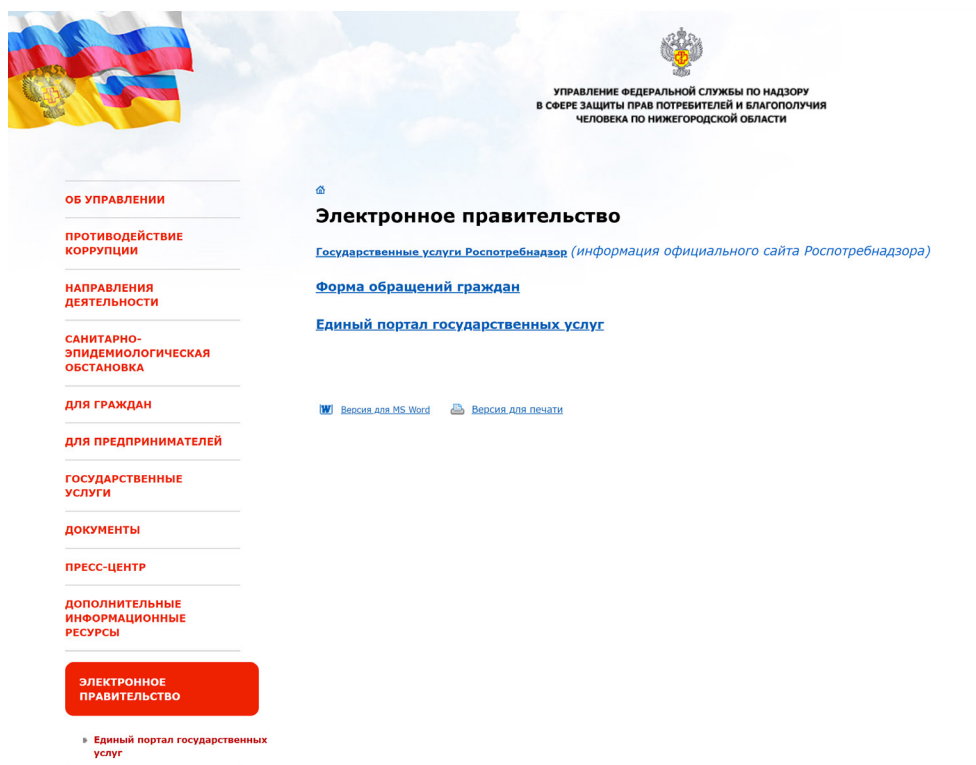 УПРАВЛЕНИЕ ФЕДЕРАЛЬНОЙ СЛУЖБЫ ПО НАДЗОРУ
В СФЕРЕ ЗАЩИТЫ ПРАВ ПОТРЕБИТЕЛЕЙ И БЛАГОПОЛУЧИЯ
ЧЕЛОВЕКА ПО НИЖЕГОРОДСКОЙ ОБЛАСТИ
ОБ УПРАВЛЕНИИ
ПРОТИВОДЕЙСТВИЕ
КОРРУПЦИИ
НАПРАВЛЕНИЯ
ДЕЯТЕЛЬНОСТИ
САНИТАРНО-
ЭПИДЕМИОЛОГИЧЕСКАЯ
ОБСТАНОВКА
ДЛЯ ГРАЖДАН
ДЛЯ ПРЕДПРИНИМАТЕЛЕЙ
ГОСУДАРСТВЕННЫЕ
УСЛУГИ
ДОКУМЕНТЫ
ПРЕСС-ЦЕНТР
ДОПОЛНИТЕЛЬНЫЕ
ИНФОРМАЦИОННЫЕ
РЕСУРСЫ
ЭЛЕКТРОННОЕ
ПРАВИТЕЛЬСТВО
Единый портал государственных
услуг
Электронное правительство
Государственные услуги Роспотребнадзор (информация официального сайта Роспотребнадзора)
Форма обращений граждан
Единый портал государственных услуг
Версия для MS Word Версия для печати